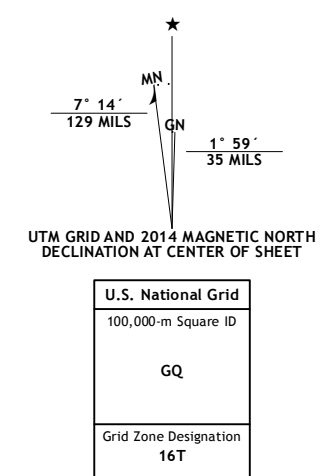 ★
MN
GN
7° 14´
129 MILS
1° 59´
35 MILS
UTM GRID AND 2014 MAGNETIC NORTH
DECLINATION AT CENTER OF SHEET
U.S. National Grid
100,000-m Square ID
GQ
Grid Zone Designation
16T